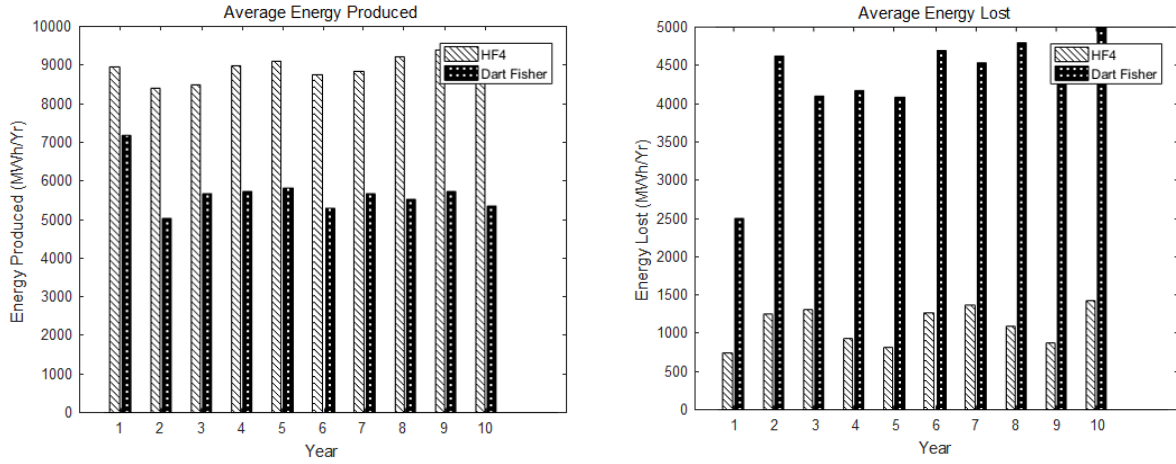 Average Energy Produced
10000
9000
8000
7000
6000
5000
4000
3000
2000
1000
0
Energy Produced (MWh/Yr)
HF4
Dart Fisher
1 2 3 4 5 6 7 8 9 10
Year
Average Energy Lost
5000
4500
4000
3500
3000
2500
2000
1500
1000
500
0
Energy Lost (MWh/Yr)
HF4
Dart Fisher
1 2 3 4 5 6 7 8 9 10
Year